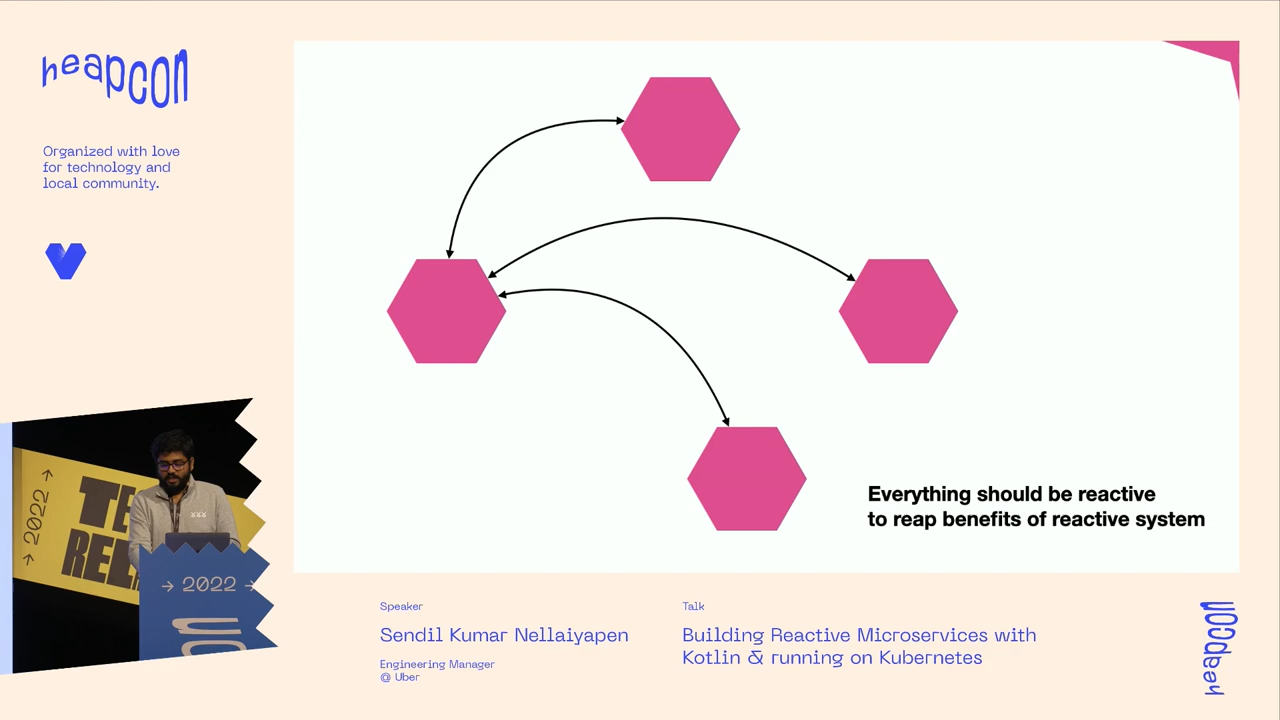 heapcon
Organized with love
for technology and
local community.
Everything should be reactive
to reap benefits of reactive system
→ 2022 →
→ 2022 →
Speaker
Sendil Kumar Nellaiyapen
Engineering Manager
@ Uber
Talk
Building Reactive Microservices with
Kotlin & running on Kubernetes
heapcon